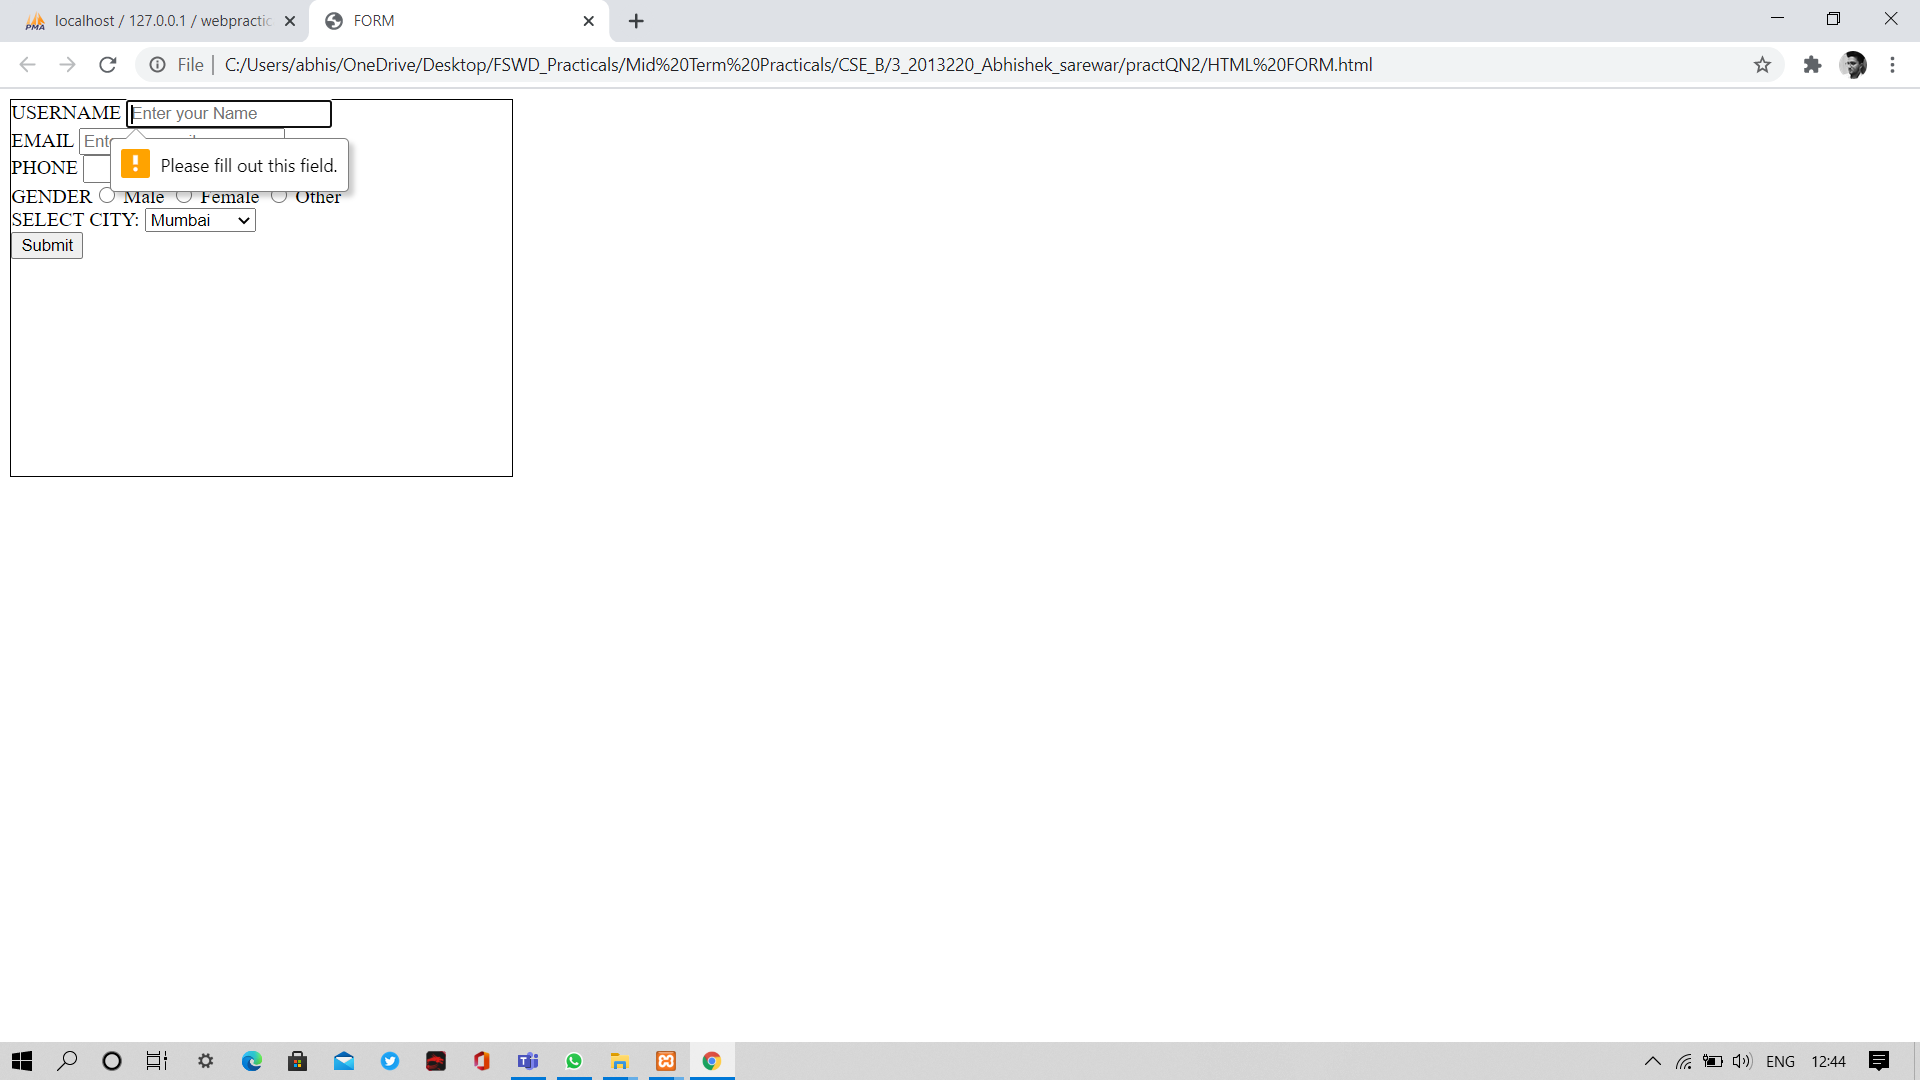 PMA localhost / 127.0.0.1 / webpractic
FORM
File
C:/Users/abhis/OneDrive/Desktop/FSWD_Practicals/Mid%20Term%20Practicals/CSE_B/3_2013220_Abhishek_sarewar/practQN2/HTML%20FORM.html
USERNAME Enter your Name
EMAIL
Please fill out this field.
PHONE
GENDER Male Female Other
SELECT CITY: Mumbai
Submit
ENG 12:44